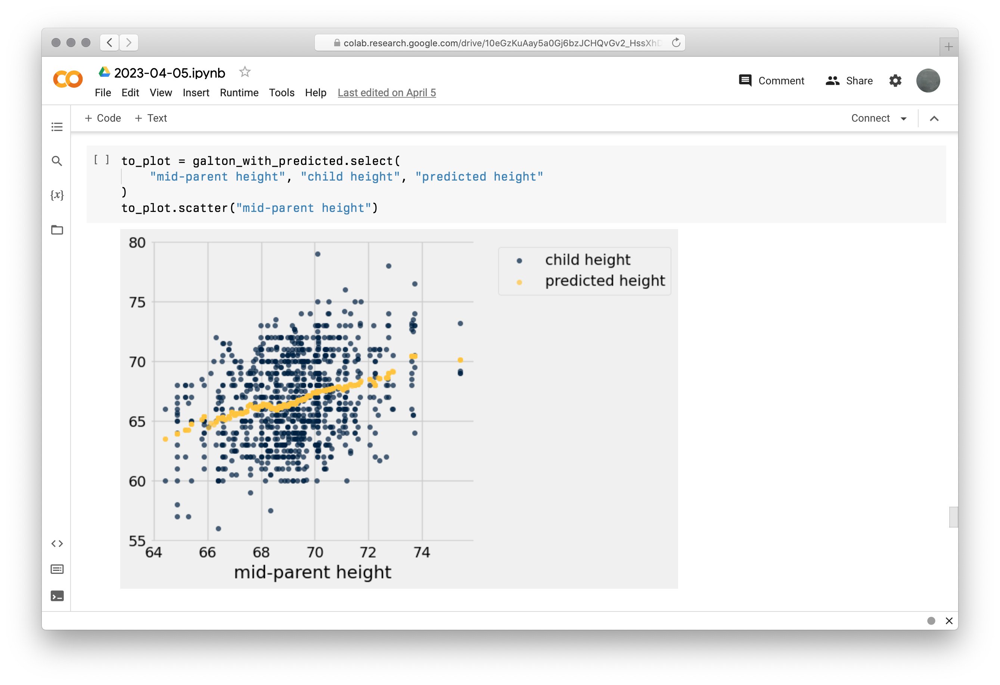 colab.research.google.com/drive/10eGzKuAay5a0Gj6bzJCHQvGv2_HssXhD
2023-04-05.ipynb
Comment
Share
File Edit View Insert Runtime Tools Help Last edited on April 5
+ Code + Text
Connect
{x}
[ ] to_plot = galton_with_predicted.select(
"mid-parent height", "child height", "predicted height"
)
to_plot.scatter("mid-parent height")
child height
predicted height
80
75
70
65
60
55
64 66 68 70 72 74
mid-parent height